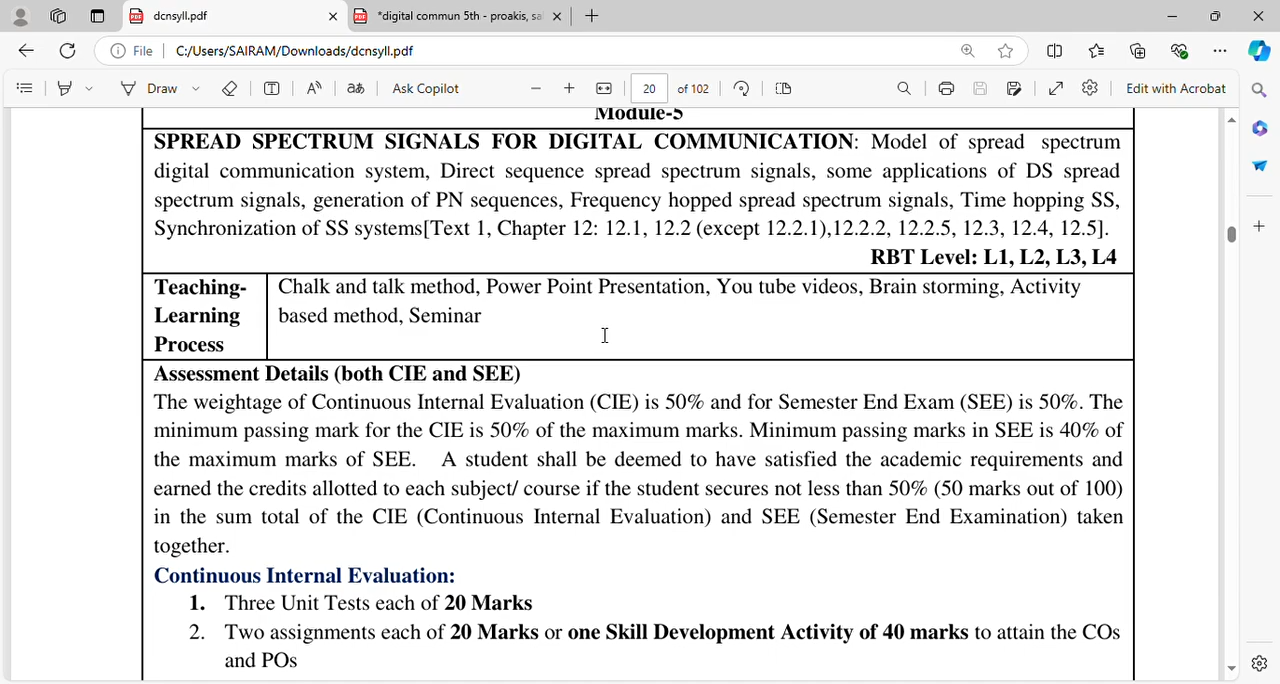 dcnsyll.pdf
*digital commun 5th - proakis, sa
File
C:/Users/SAIRAM/Downloads/dcnsyll.pdf
Draw
aあ
Ask Copilot
20
of 102
Edit with Acrobat
Module-5
SPREAD SPECTRUM SIGNALS FOR DIGITAL COMMUNICATION: Model of spread spectrum
digital communication system, Direct sequence spread spectrum signals, some applications of DS spread
spectrum signals, generation of PN sequences, Frequency hopped spread spectrum signals, Time hopping SS,
Synchronization of SS systems[Text 1, Chapter 12: 12.1, 12.2 (except 12.2.1),12.2.2, 12.2.5, 12.3, 12.4, 12.5].
RBT Level: L1, L2, L3, L4
Teaching-
Learning
Process
Chalk and talk method, Power Point Presentation, You tube videos, Brain storming, Activity
based method, Seminar
Assessment Details (both CIE and SEE)
The weightage of Continuous Internal Evaluation (CIE) is 50% and for Semester End Exam (SEE) is 50%. The
minimum passing mark for the CIE is 50% of the maximum marks. Minimum passing marks in SEE is 40% of
the maximum marks of SEE. A student shall be deemed to have satisfied the academic requirements and
earned the credits allotted to each subject/ course if the student secures not less than 50% (50 marks out of 100)
in the sum total of the CIE (Continuous Internal Evaluation) and SEE (Semester End Examination) taken
together.
Continuous Internal Evaluation:
1. Three Unit Tests each of 20 Marks
2. Two assignments each of 20 Marks or one Skill Development Activity of 40 marks to attain the COs
and POs